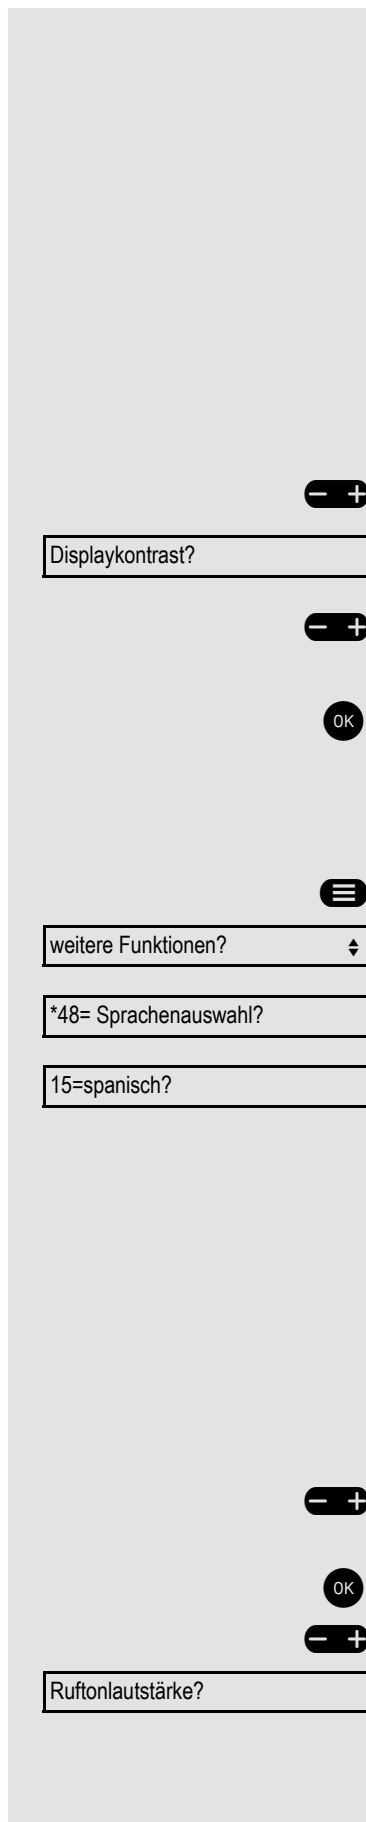 Displaykontrast?
OK
weitere Funktionen?
*48= Sprachenauswahl?
15=spanisch?
OK
Ruftonlautstärke?